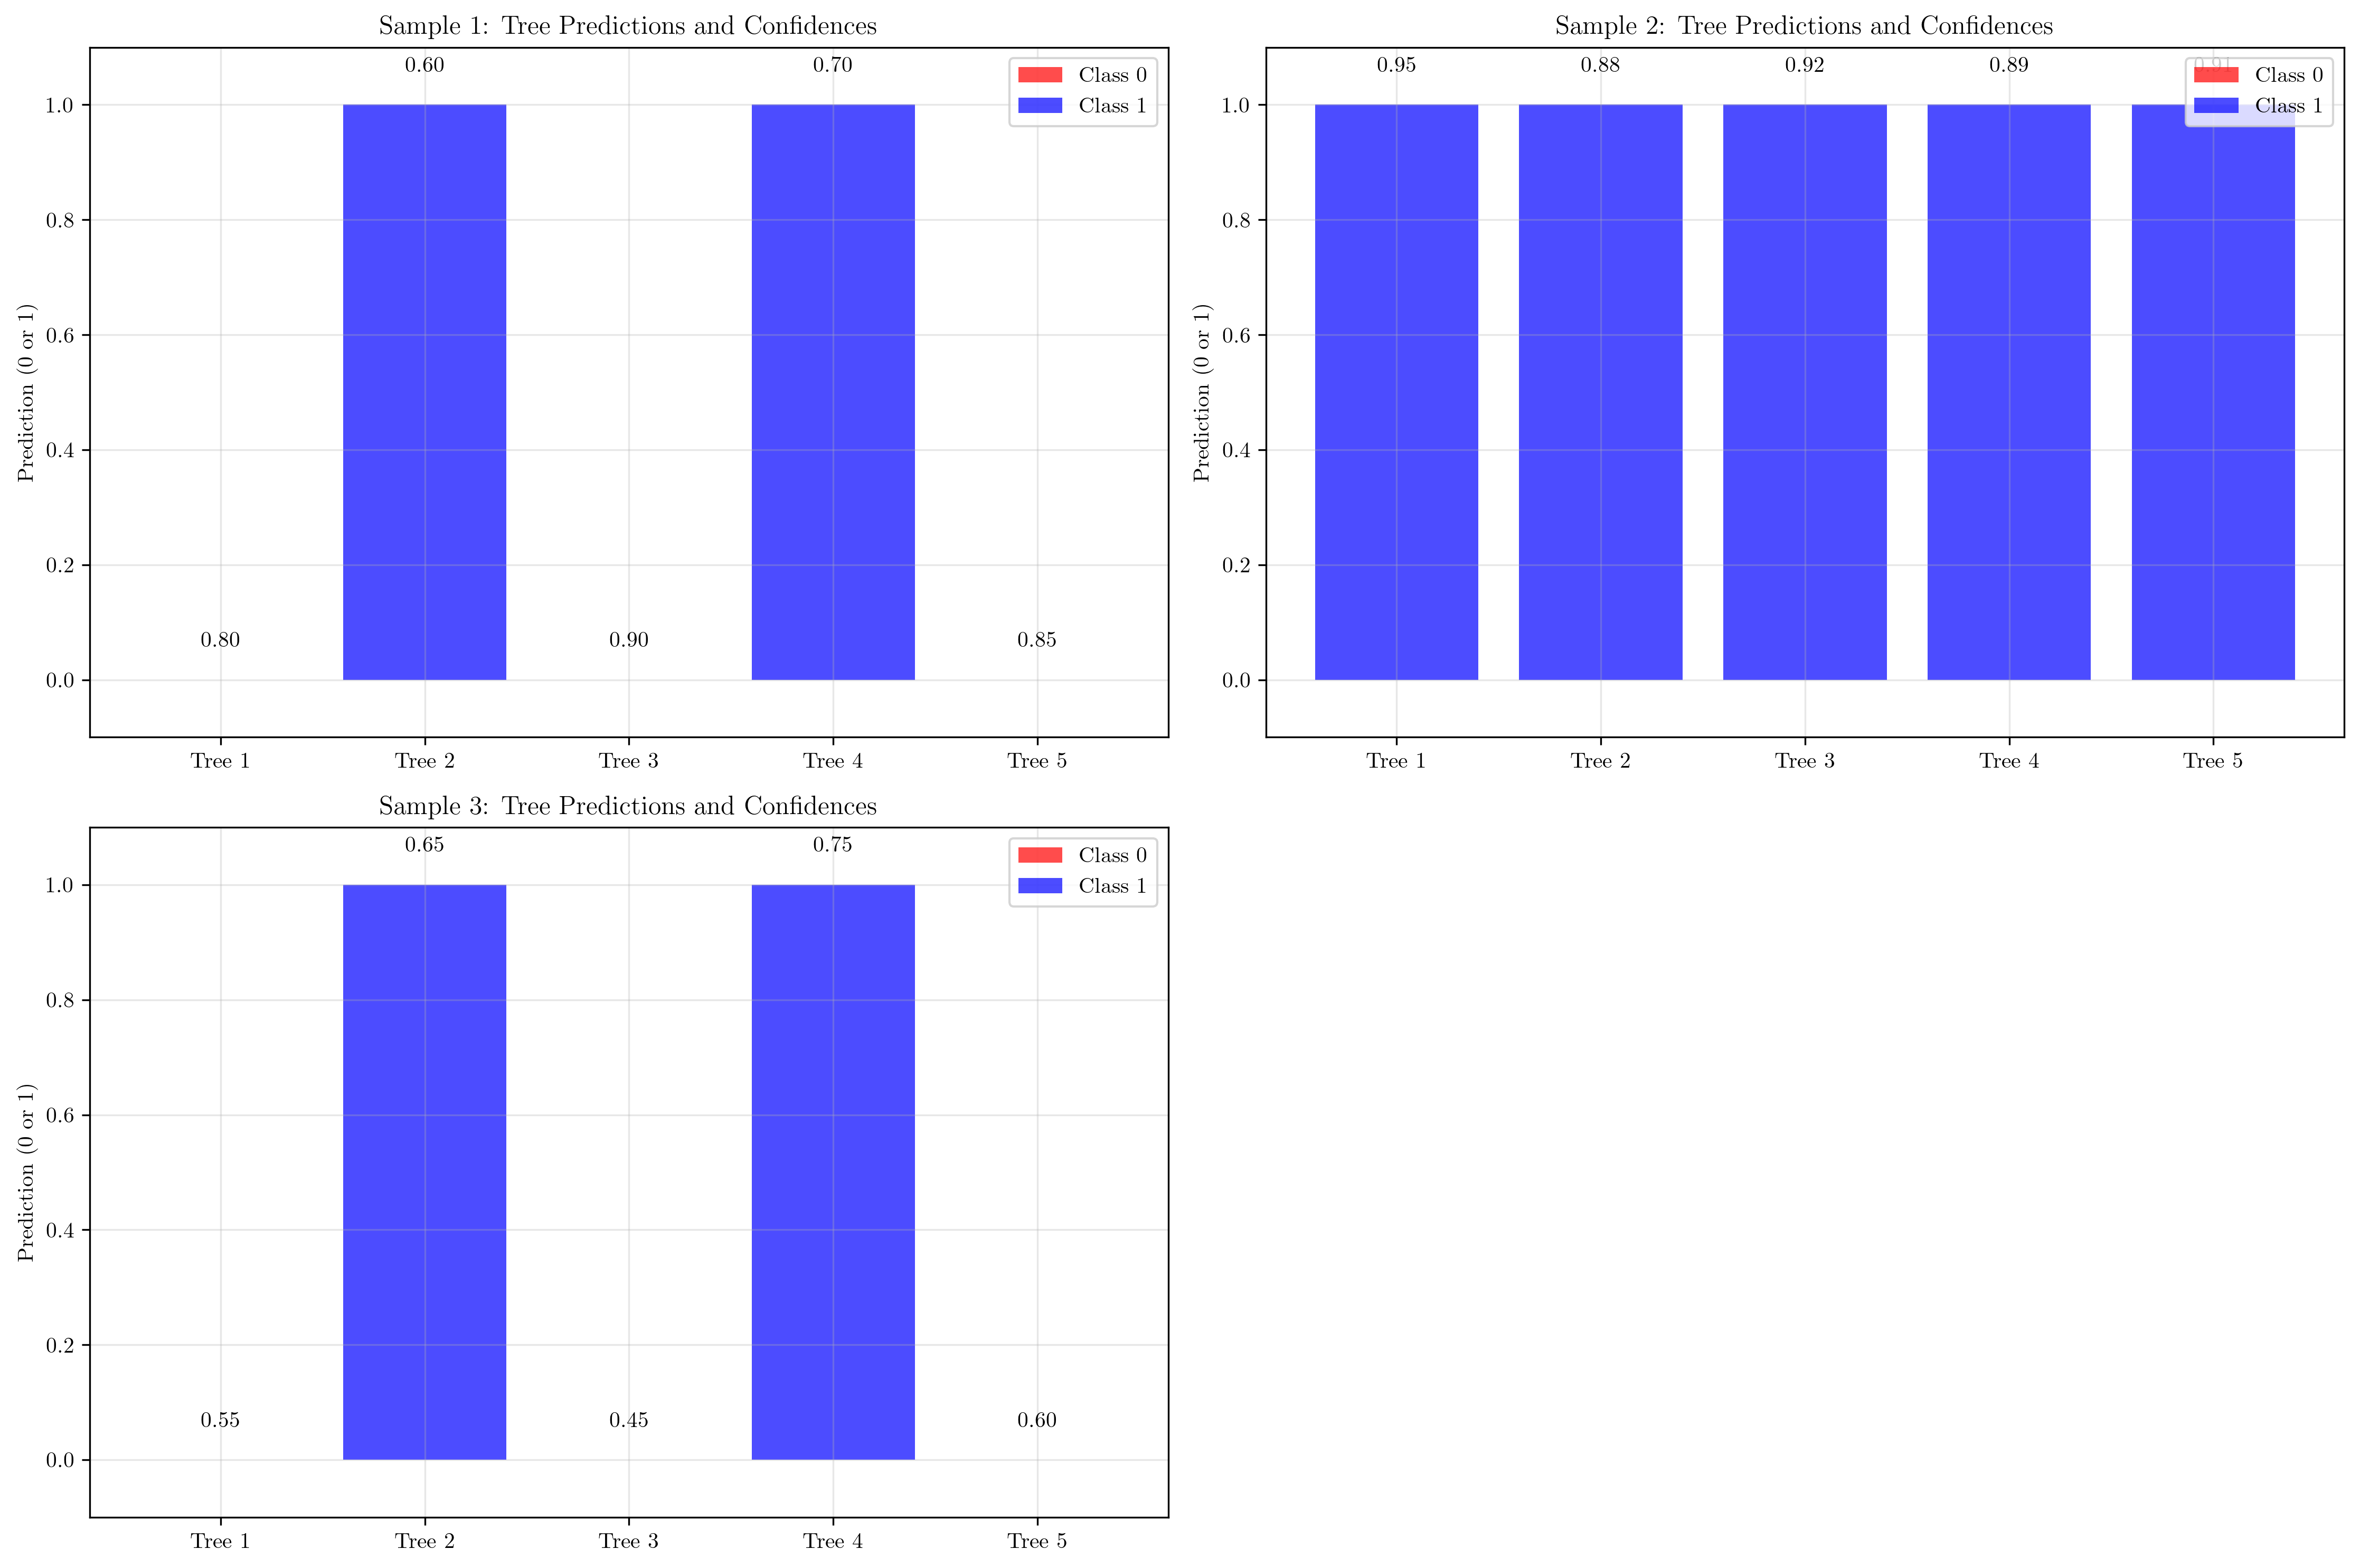 Sample 1: Tree Predictions and Confidences
Prediction (0 or 1)
1.0
0.8
0.6
0.4
0.2
0.0
0.60
0.70
0.80
0.90
0.85
Class 0
Class 1
Tree 1 Tree 2 Tree 3 Tree 4 Tree 5
Sample 2: Tree Predictions and Confidences
Prediction (0 or 1)
1.0
0.8
0.6
0.4
0.2
0.0
0.95 0.88 0.92 0.89 0.91
Class 0
Class 1
Tree 1 Tree 2 Tree 3 Tree 4 Tree 5
Sample 3: Tree Predictions and Confidences
Prediction (0 or 1)
1.0
0.8
0.6
0.4
0.2
0.0
0.65
0.75
0.55
0.45
0.60
Class 0
Class 1
Tree 1 Tree 2 Tree 3 Tree 4 Tree 5